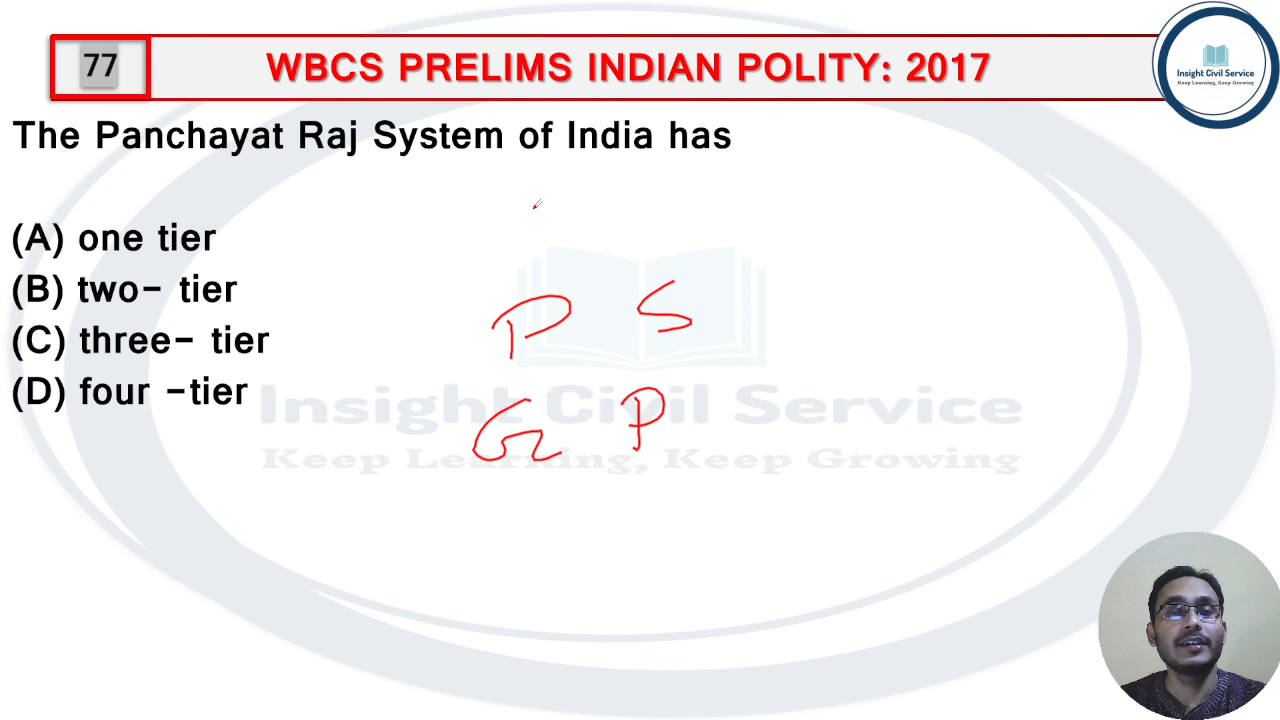 77
WBCS PRELIMS INDIAN POLITY: 2017
Insight Civil Service
Keep Learning, Keep Growing
The Panchayat Raj System of India has
(A) one tier
(B) two- tier
(C) three- tier
(D) four -tier
P S
G P
Insight Civil Service
Keep Learning, Keep Growing